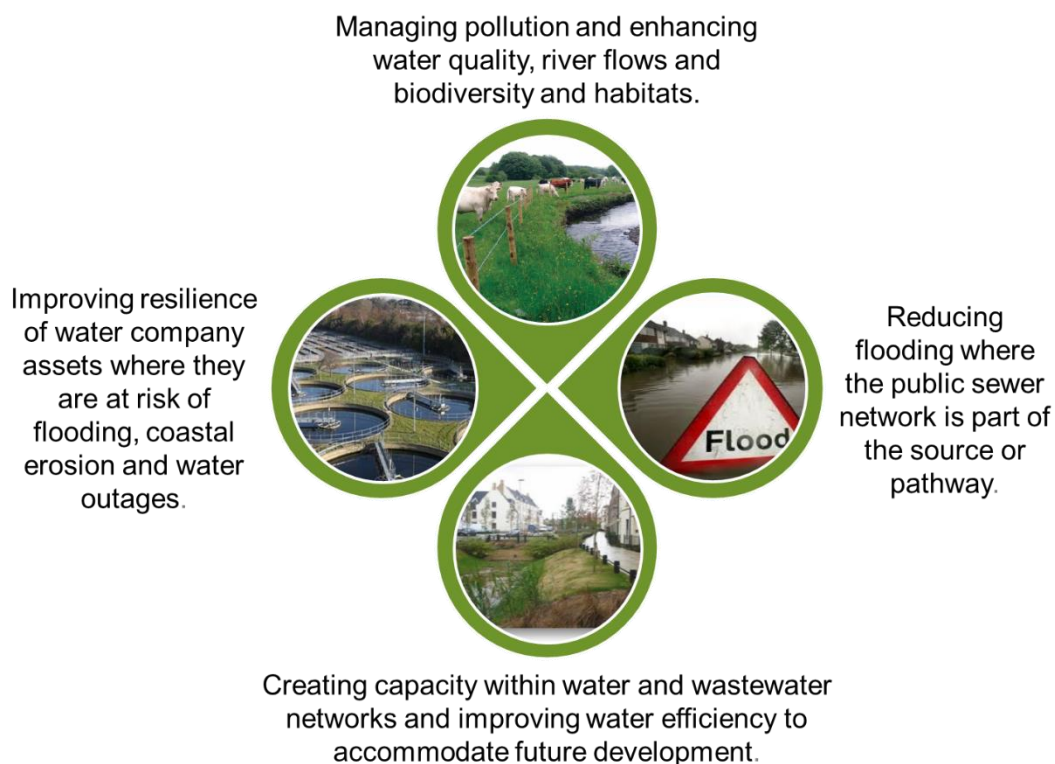 Managing pollution and enhancing
water quality, river flows and
biodiversity and habitats.
Improving resilience
of water company
assets where they
are at risk of
flooding, coastal
erosion and water
outages.
Reducing
flooding where
the public sewer
network is part of
the source or
pathway.
Flood
Creating capacity within water and wastewater
networks and improving water efficiency to
accommodate future development.